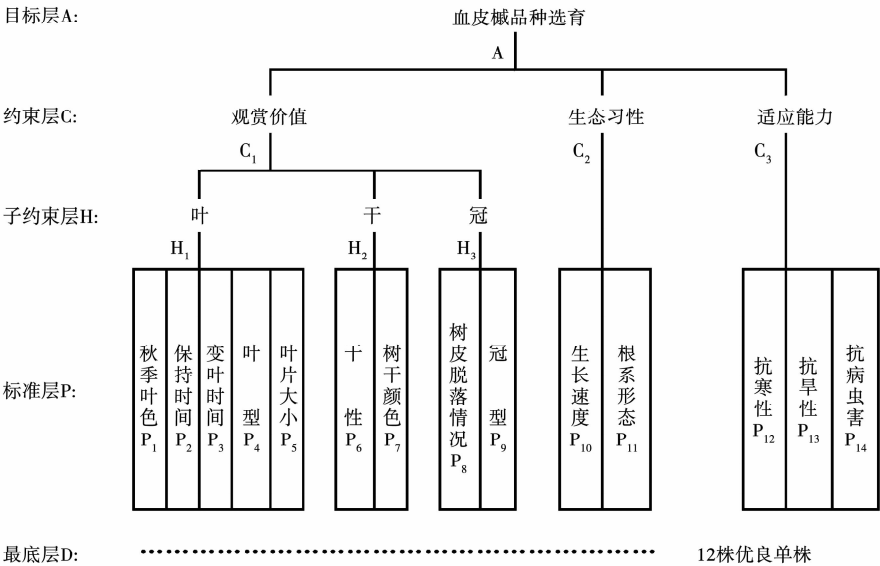 目标层A: 血皮槭品种选育
A
约束层C: 观赏价值 生态习性 适应能力
C1 C2 C3
子约束层H: 叶 干 冠
H1 H2 H3
标准层P:
秋季叶色P1
保持时间P2
变叶时间P3
叶型P4
叶片大小P5
干性P6
树干颜色P7
树皮脱落情况P8
冠型P9
生长速度P10
根系形态P11
抗寒性P12
抗旱性P13
抗病虫害P14
最底层D: 12株优良单株